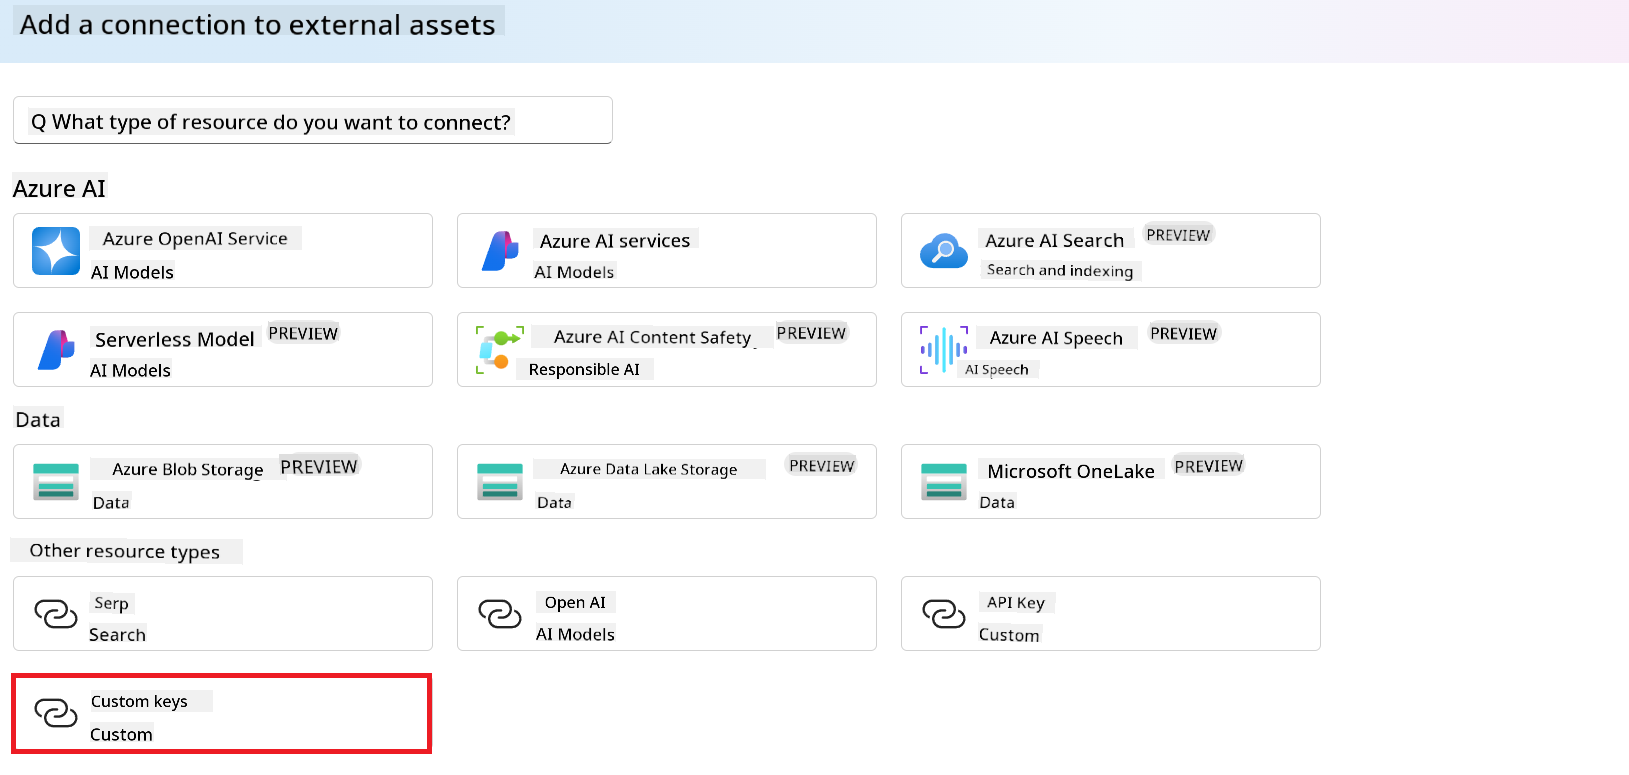 Add a connection to external assets
Q What type of resource do you want to connect?
Azure AI
Azure OpenAI Service
AI Models
Azure AI services
AI Models
Azure AI Search PREVIEW
Search and indexing
Serverless Model PREVIEW
AI Models
Azure AI Content Safety PREVIEW
Responsible AI
Azure AI Speech PREVIEW
AI Speech
Data
Azure Blob Storage PREVIEW
Data
Azure Data Lake Storage PREVIEW
Data
Microsoft OneLake PREVIEW
Data
Other resource types
Serp
Search
Open AI
AI Models
API Key
Custom
Custom keys
Custom